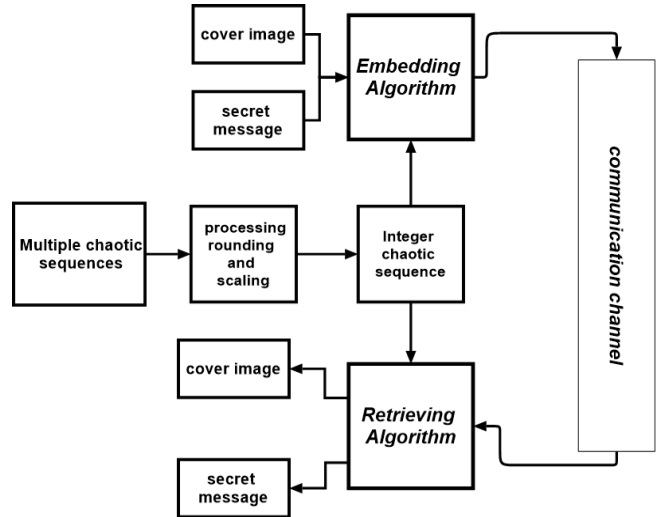 cover image
Embedding
Algorithm
secret
message
communication channel
Multiple chaotic
sequences
processing
rounding
and
scaling
Integer
chaotic
sequence
cover image
Retrieving
Algorithm
secret
message